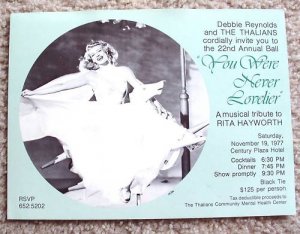 Debbie Reynolds
and THE THALIANS
cordially invite you to
the 22nd Annual Ball
"You Were
Never
Lovelier"
A musical tribute to
RITA HAYWORTH
Saturday,
November 19, 1977
Century Plaza Hotel
Cocktails 6:30 PM
Dinner 7:45 PM
Show promptly 9:30 PM
Black Tie
$125 per person
Tax deductible proceeds to
The Thalians Community Mental Health Center
RSVP
652.5202